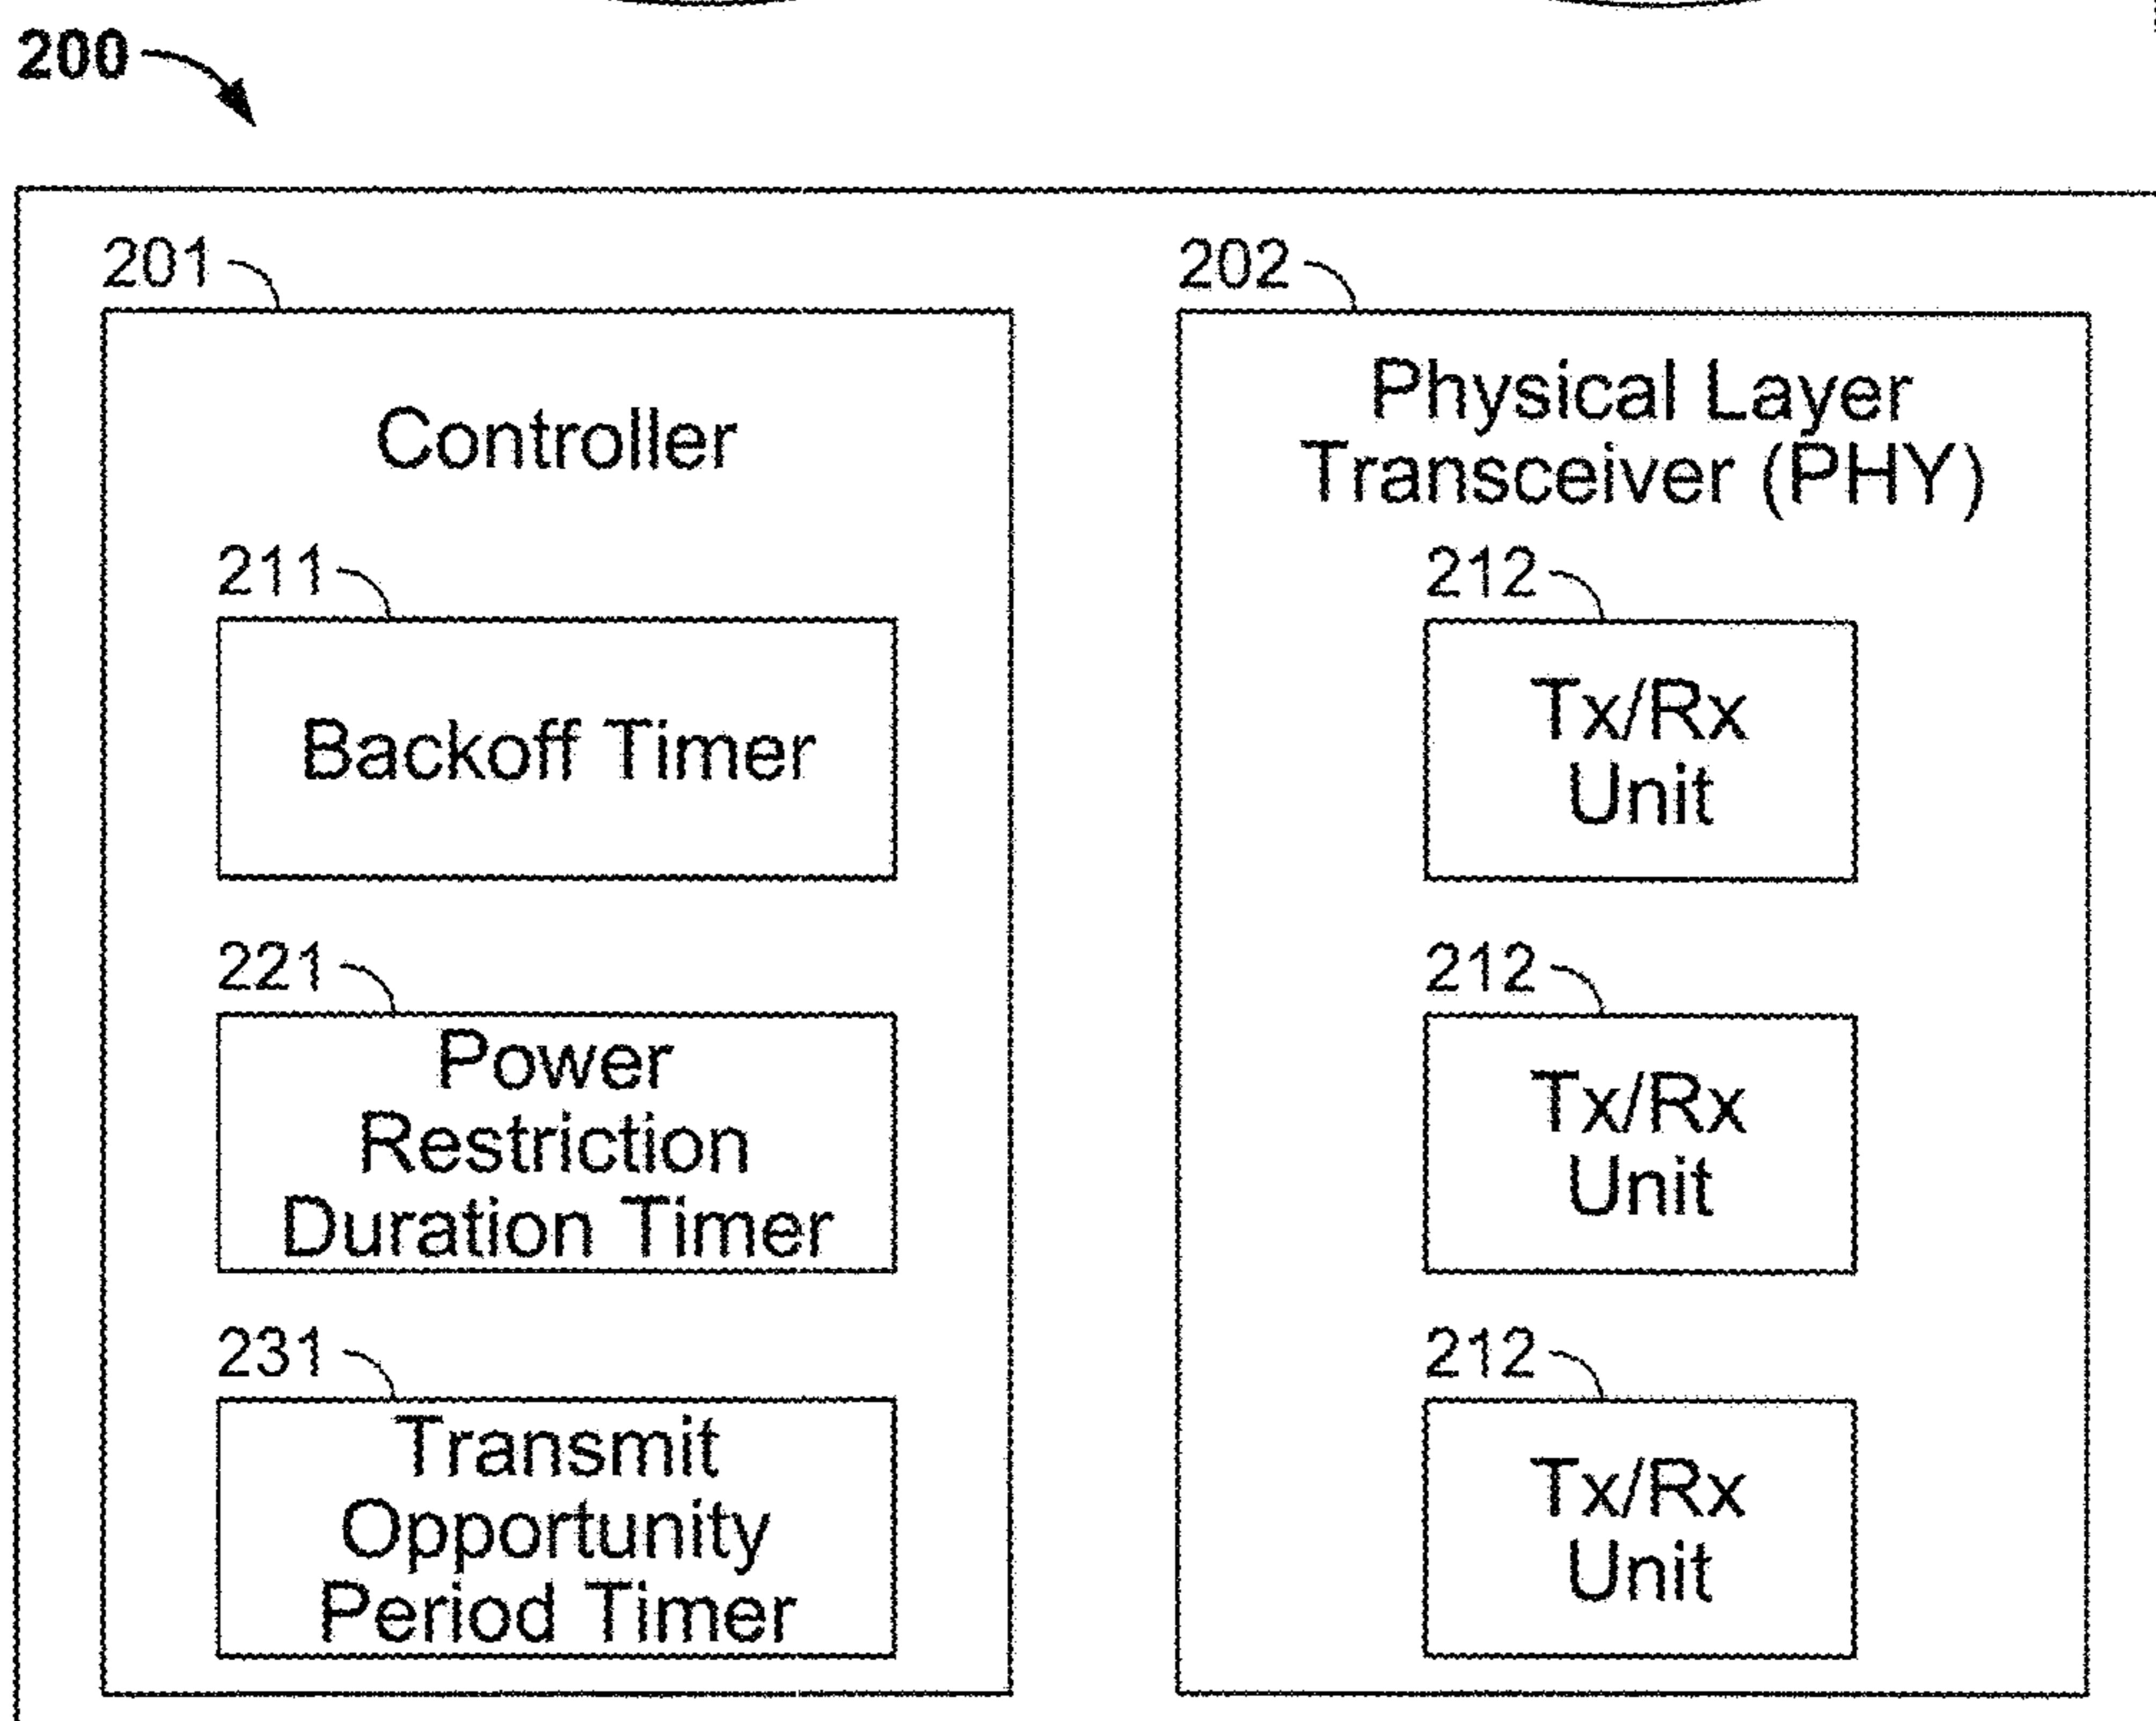 200
201
202
Controller
Physical Layer
Transceiver (PHY)
211
212
Backoff Timer
Tx/Rx
Unit
221
212
Power
Restriction
Duration Timer
Tx/Rx
Unit
231
212
Transmit
Opportunity
Period Timer
Tx/Rx
Unit